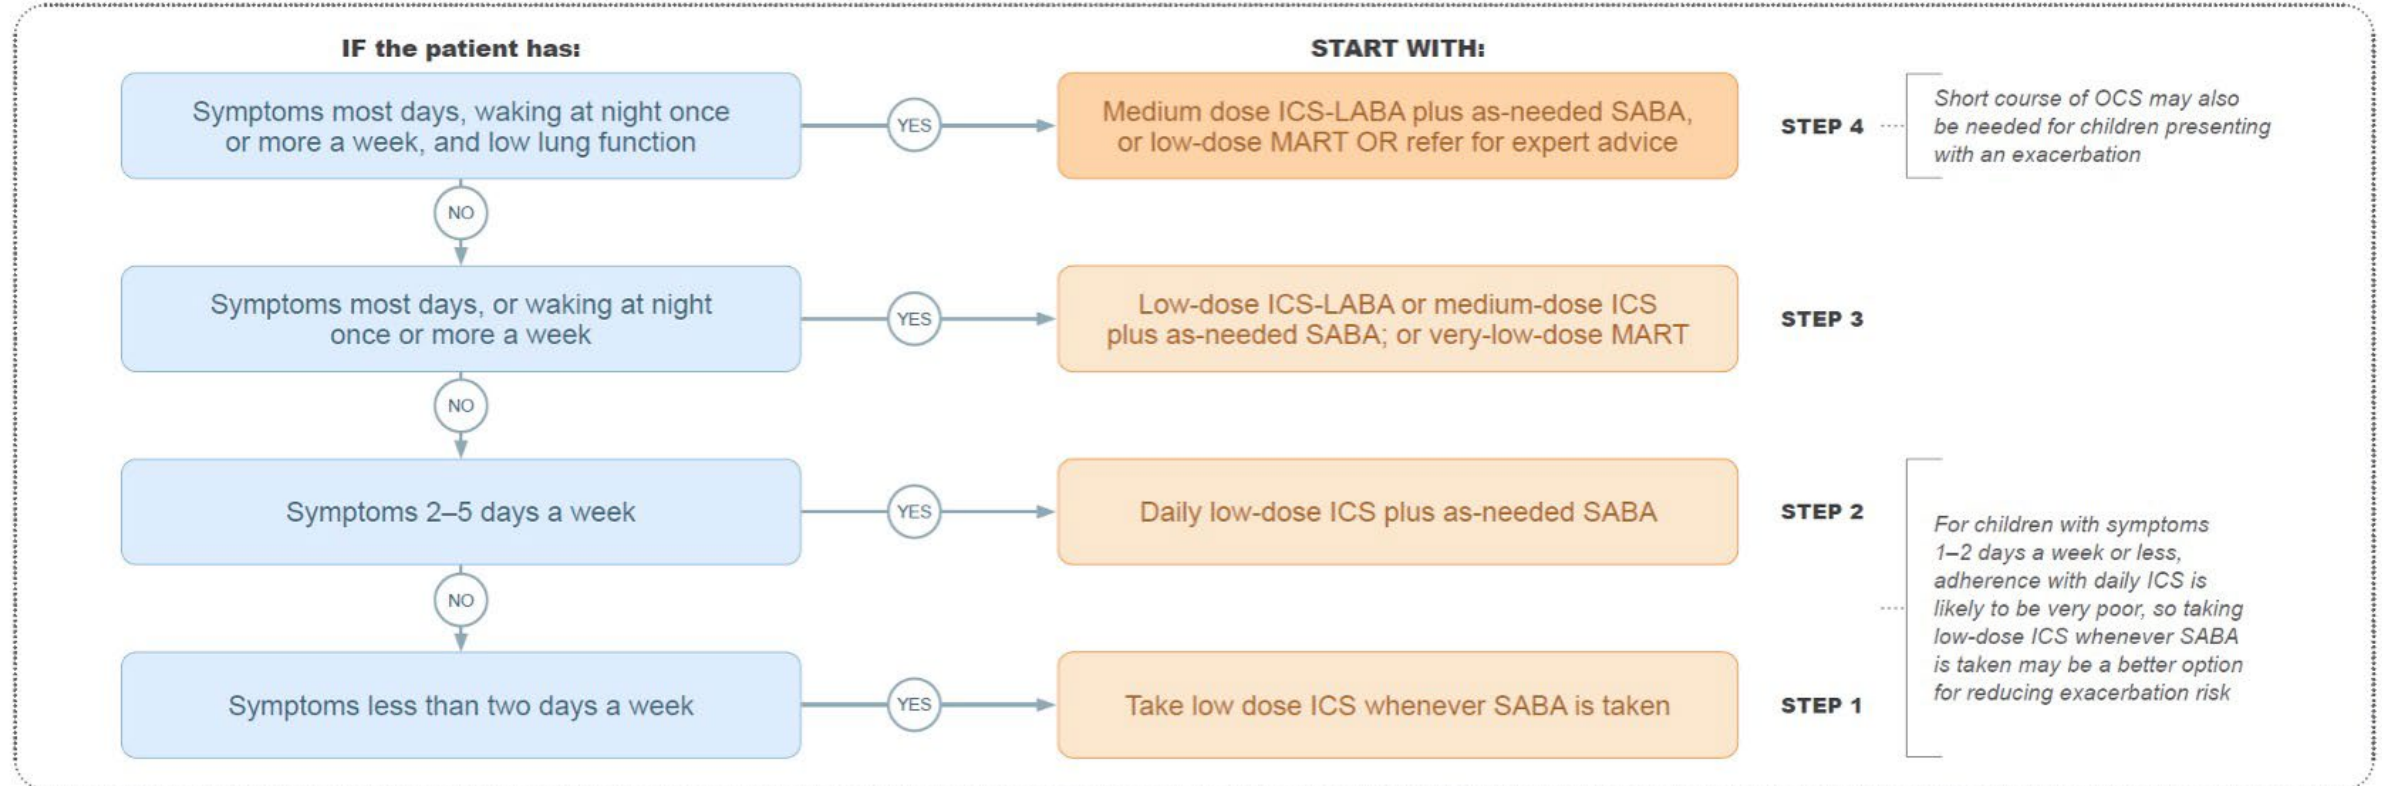 IF the patient has:
START WITH:
Symptoms most days, waking at night once
or more a week, and low lung function
YES
Medium dose ICS-LABA plus as-needed SABA,
or low-dose MART OR refer for expert advice
STEP 4
Short course of OCS may also
be needed for children presenting
with an exacerbation
NO
Symptoms most days, or waking at night
once or more a week
YES
Low-dose ICS-LABA or medium-dose ICS
plus as-needed SABA; or very-low-dose MART
STEP 3
NO
Symptoms 2–5 days a week
YES
Daily low-dose ICS plus as-needed SABA
STEP 2
For children with symptoms
1–2 days a week or less,
adherence with daily ICS is
likely to be very poor, so taking
low-dose ICS whenever SABA
is taken may be a better option
for reducing exacerbation risk
NO
Symptoms less than two days a week
YES
Take low dose ICS whenever SABA is taken
STEP 1